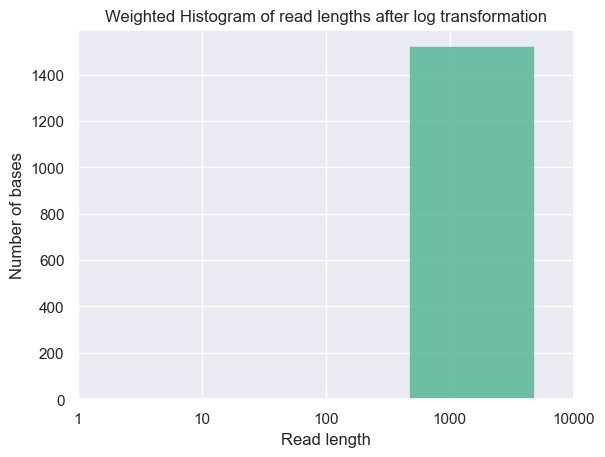 Weighted Histogram of read lengths after log transformation
Number of bases
1400
1200
1000
800
600
400
200
0
1 10 100 1000 10000
Read length